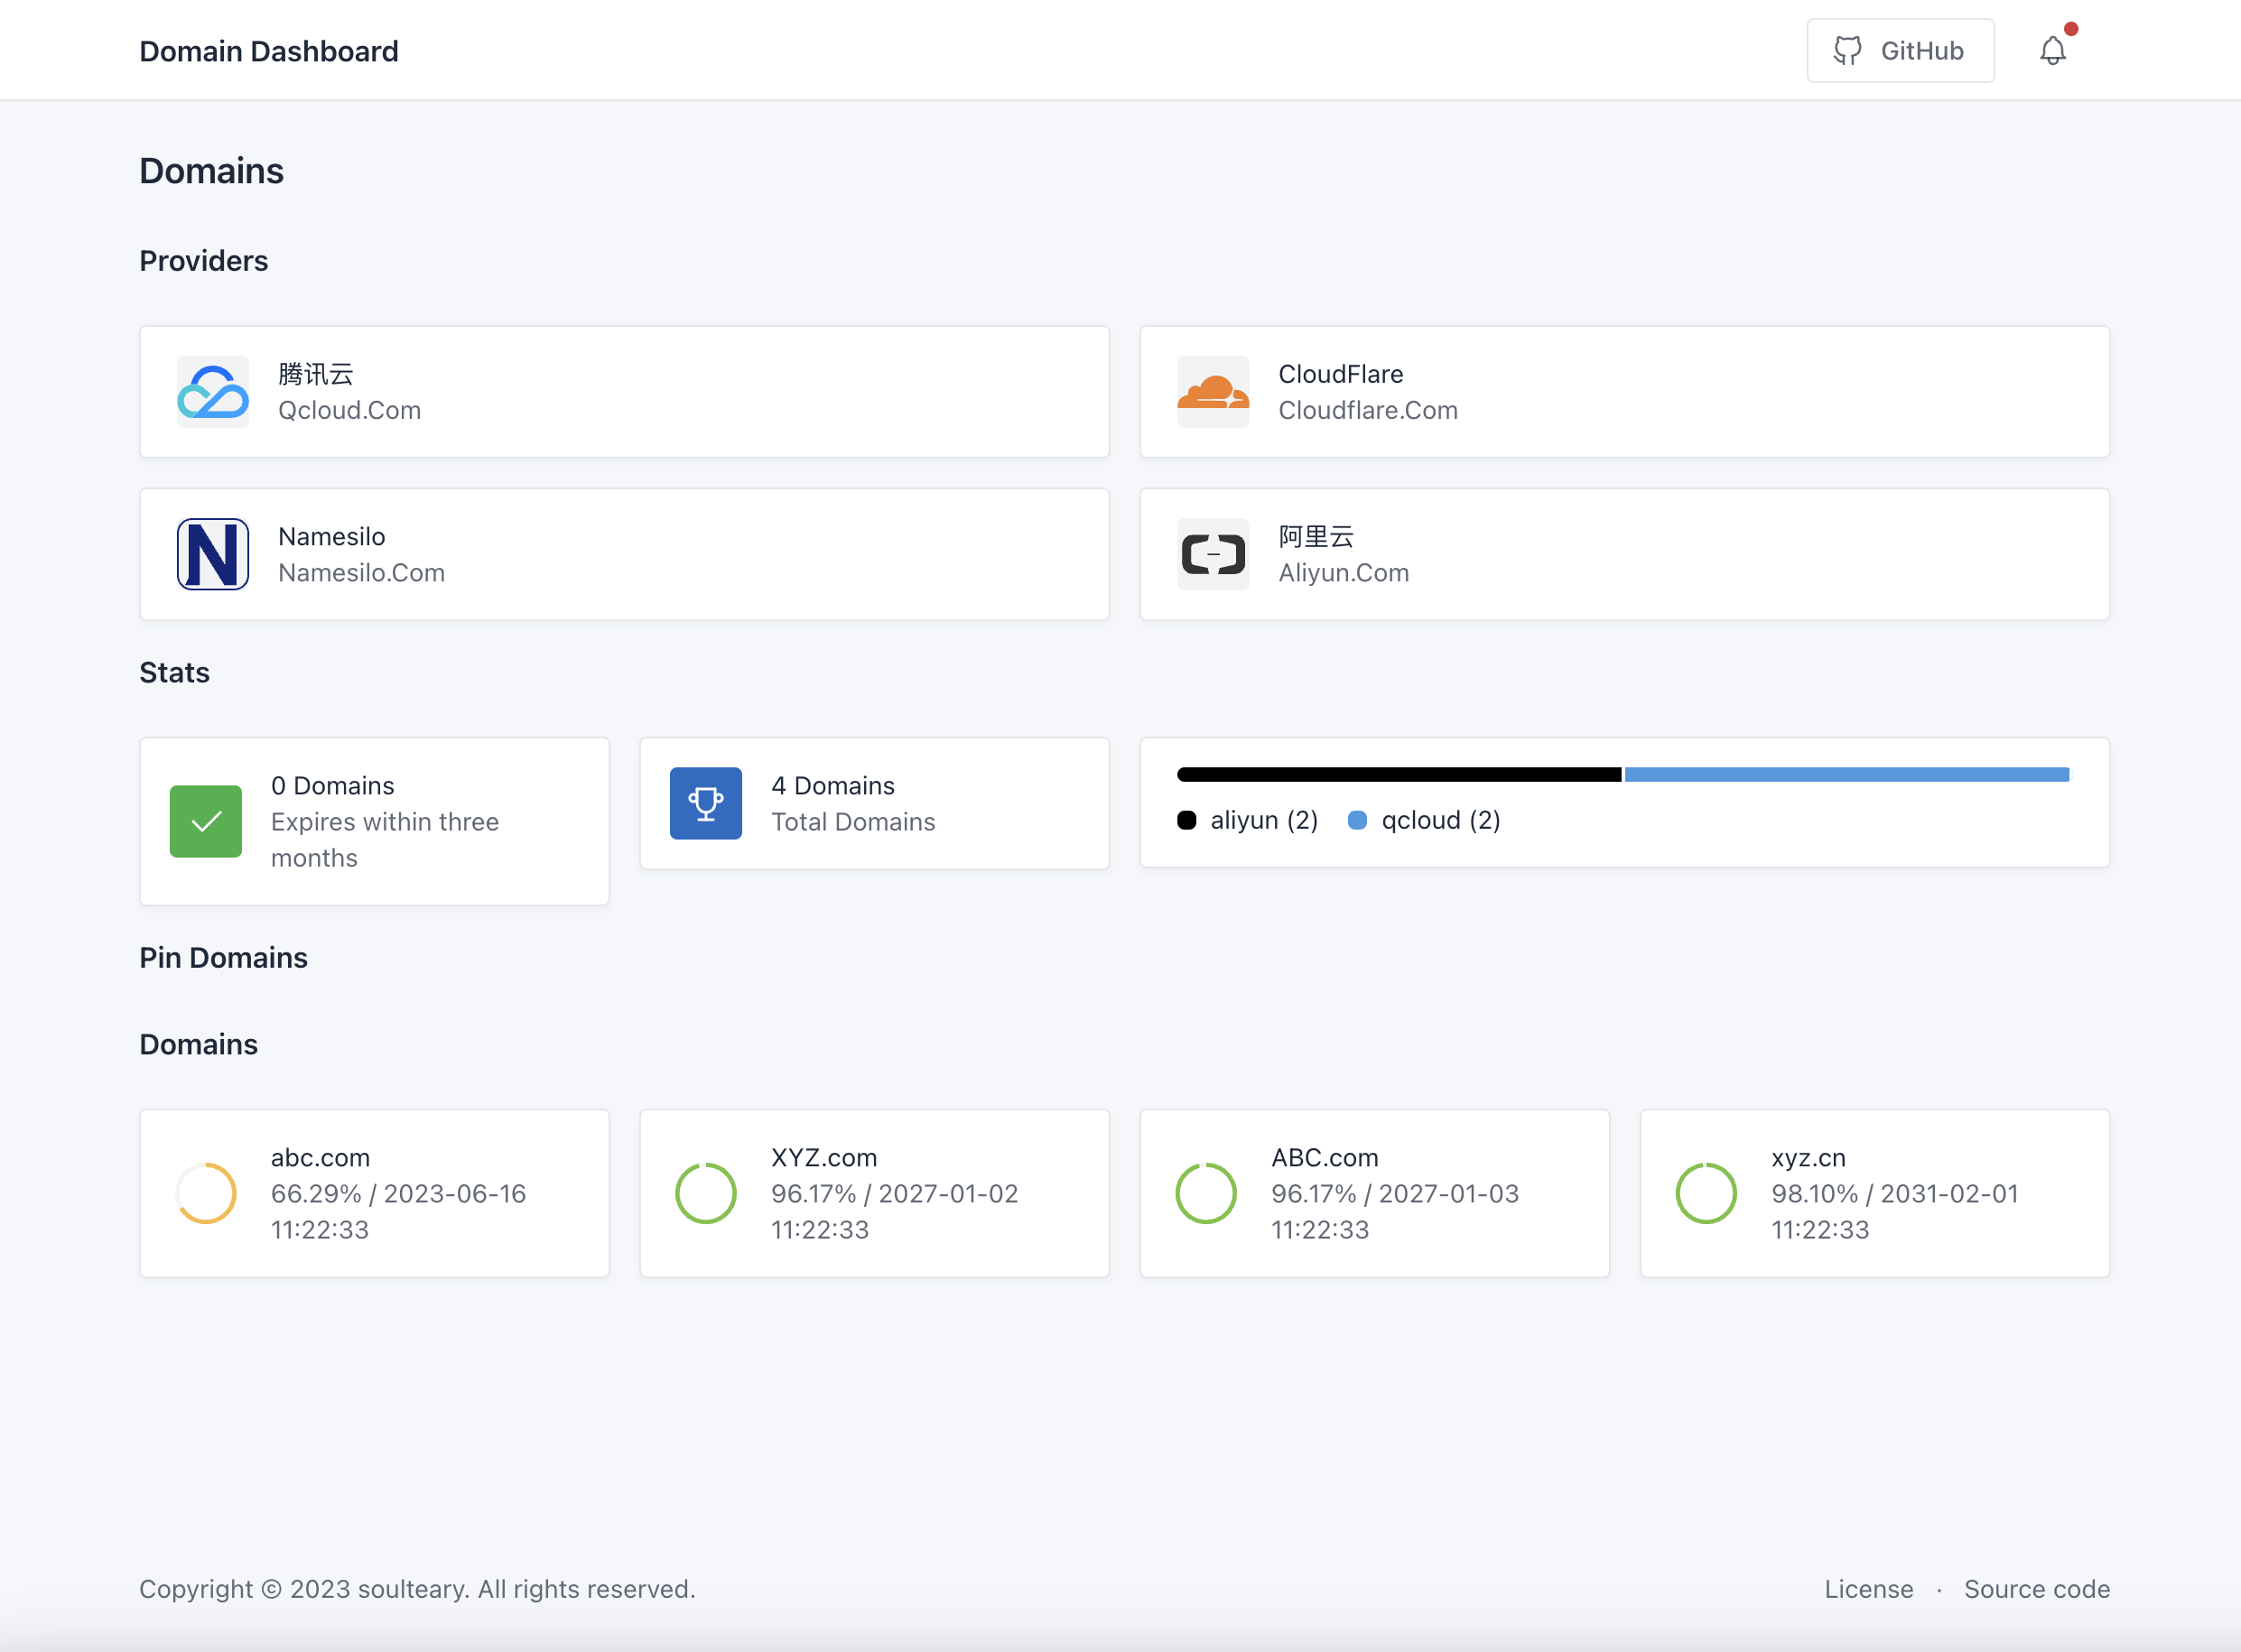 Domain Dashboard
GitHub
Domains
Providers
腾讯云
Qcloud.Com
CloudFlare
Cloudflare.Com
N
Namesilo
Namesilo.Com
阿里云
Aliyun.Com
Stats
0 Domains
Expires within three
months
4 Domains
Total Domains
aliyun (2) qcloud (2)
Pin Domains
Domains
abc.com
66.29% / 2023-06-16
11:22:33
XYZ.com
96.17% / 2027-01-02
11:22:33
ABC.com
96.17% / 2027-01-03
11:22:33
xyz.cn
98.10% / 2031-02-01
11:22:33
Copyright © 2023 soulteary. All rights reserved.
License · Source code